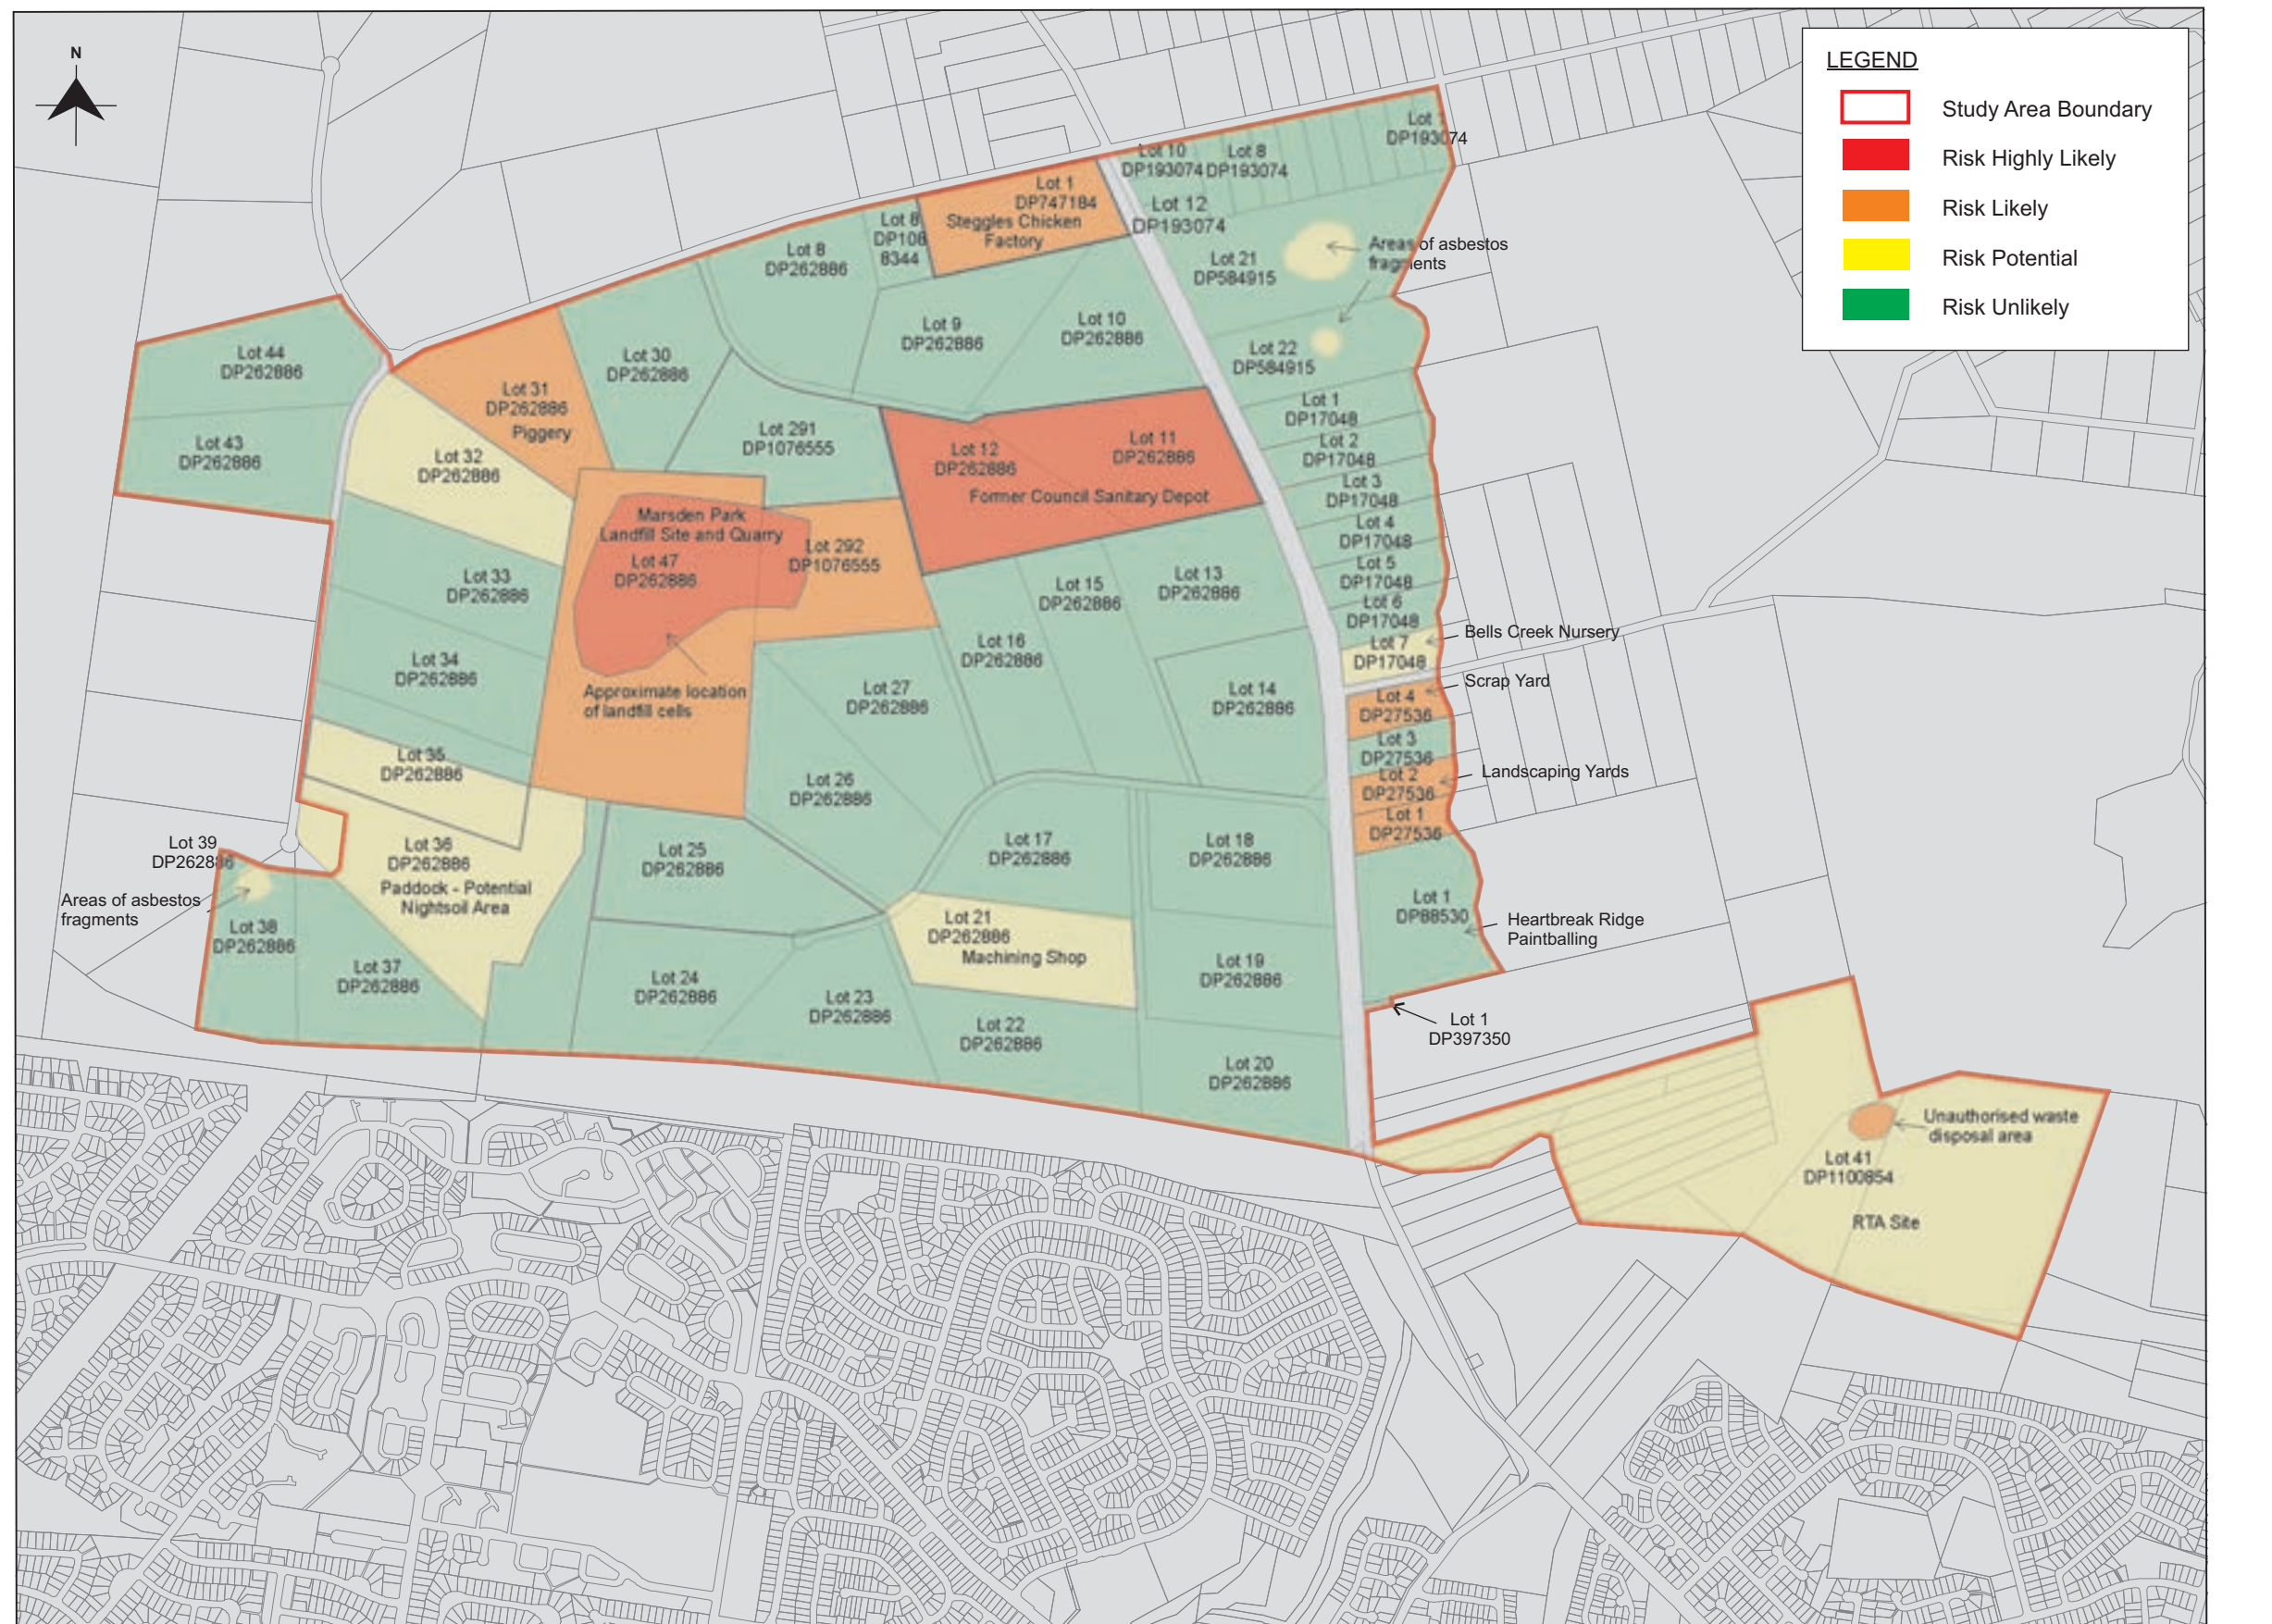 N
LEGEND
Study Area Boundary
Risk Highly Likely
Risk Likely
Risk Potential
Risk Unlikely
Lot 1
DP193074
Lot 10
DP193074
Lot 8
DP193074
Lot 12
DP193074
Lot 1
DP747184
Steggles Chicken
Factory
Lot 8
DP106
8344
Lot 8
DP262886
Lot 21
DP584915
Areas of asbestos
fragments
Lot 9
DP262886
Lot 10
DP262886
Lot 22
DP584915
Lot 44
DP262886
Lot 43
DP262886
Lot 31
DP262886
Piggery
Lot 30
DP262886
Lot 32
DP262886
Lot 291
DP1076555
Lot 12
DP262886
Lot 11
DP262886
Former Council Sanitary Depot
Lot 1
DP17048
Lot 2
DP17048
Lot 3
DP17048
Lot 4
DP17048
Lot 5
DP17048
Lot 6
DP17048
Lot 7
DP17048
Bells Creek Nursery
Marsden Park
Landfill Site and Quarry
Lot 47
DP262886
Lot 292
DP1076555
Approximate location
of landfill cells
Lot 33
DP262886
Lot 34
DP262886
Lot 15
DP262886
Lot 13
DP262886
Lot 16
DP262886
Lot 14
DP262886
Lot 27
DP262886
Lot 26
DP262886
Scrap Yard
Lot 4
DP27536
Lot 3
DP27536
Lot 2
DP27536
Landscaping Yards
Lot 1
DP27536
Lot 35
DP262886
Lot 36
DP262886
Paddock - Potential
Nightsoil Area
Lot 39
DP262886
Areas of asbestos
fragments
Lot 38
DP262886
Lot 37
DP262886
Lot 25
DP262886
Lot 17
DP262886
Lot 18
DP262886
Lot 21
DP262886
Machining Shop
Lot 24
DP262886
Lot 23
DP262886
Lot 22
DP262886
Lot 19
DP262886
Lot 20
DP262886
Lot 1
DP88530
Heartbreak Ridge
Paintballing
Lot 1
DP397350
Unauthorised waste
disposal area
Lot 41
DP1100854
RTA Site